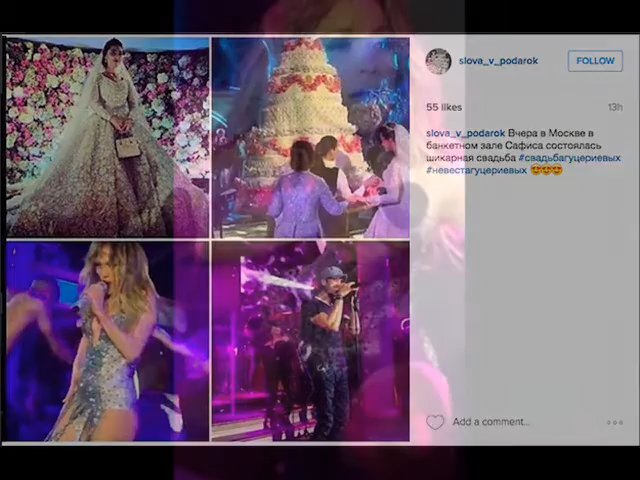 slova_v_podarok
FOLLOW
55 likes
13h
slova_v_podarok Вчера в Москве в
банкетном зале Сафиса состоялась
шикарная свадьба #свадьбагуцериевых
#невестагуцериевых 😍😍😍
Add a comment...